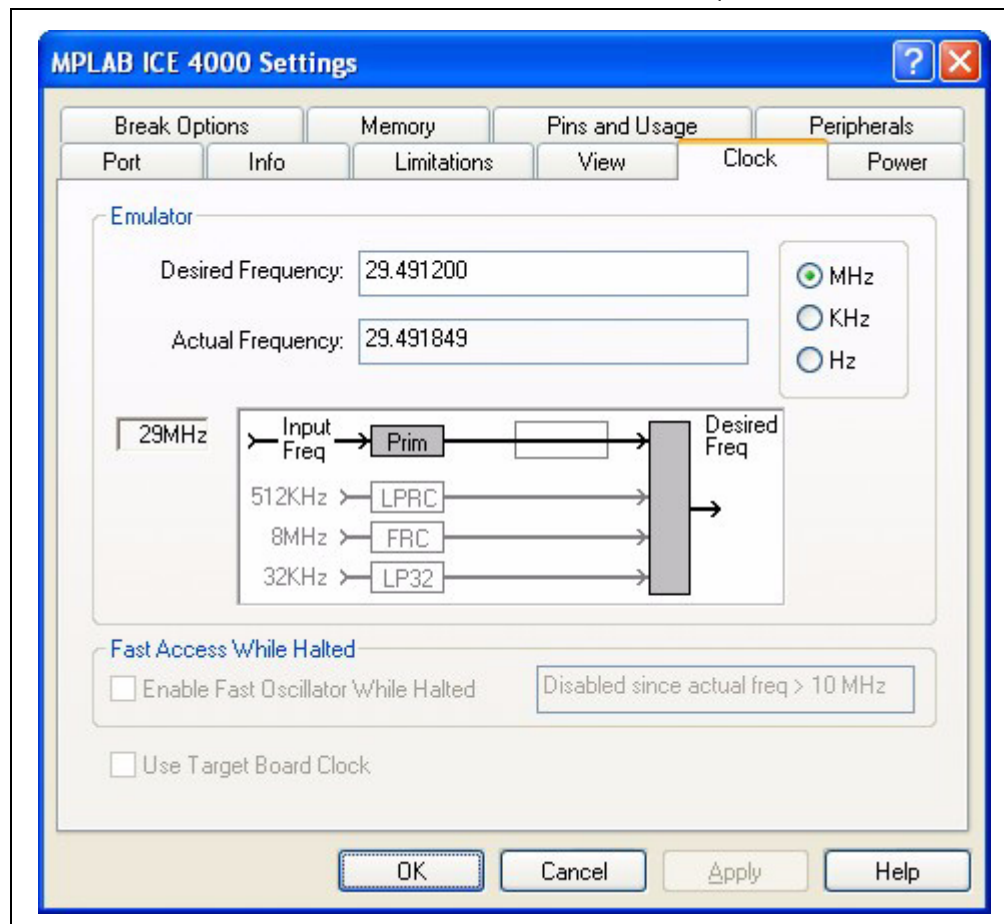 MPLAB ICE 4000 Settings
Break Options Memory Pins and Usage Peripherals
Port Info Limitations View Clock Power
Emulator
Desired Frequency: 29.491200
MHz
KHz
Actual Frequency: 29.491849
Hz
29MHz
Input
Freq
Prim
Desired
Freq
512KHz LPRC
8MHz FRC
32KHz LP32
Fast Access While Halted
Enable Fast Oscillator While Halted Disabled since actual freq > 10 MHz
Use Target Board Clock
OK Cancel Apply Help